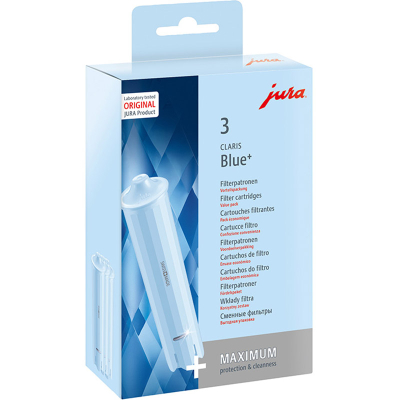 Laboratory tested
ORIGINAL
JURA Product
jura
3
CLARIS
Blue+
Filterpatronen
Vorteilspackung
Filter cartridges
Value pack
Cartouches filtrantes
Pack économique
Cartucce filtro
Confezione convenienza
Filterpatronen
Voordeelverpakking
Cartuchos de filtro
Envase económico
Cartuchos do filtro
Embalagem económica
Filterpatroner
Fördelspaket
Wkłady filtra
Korzystny zestaw
Сменные фильтры
Выгодная упаковка
+ MAXIMUM
protection & cleanness